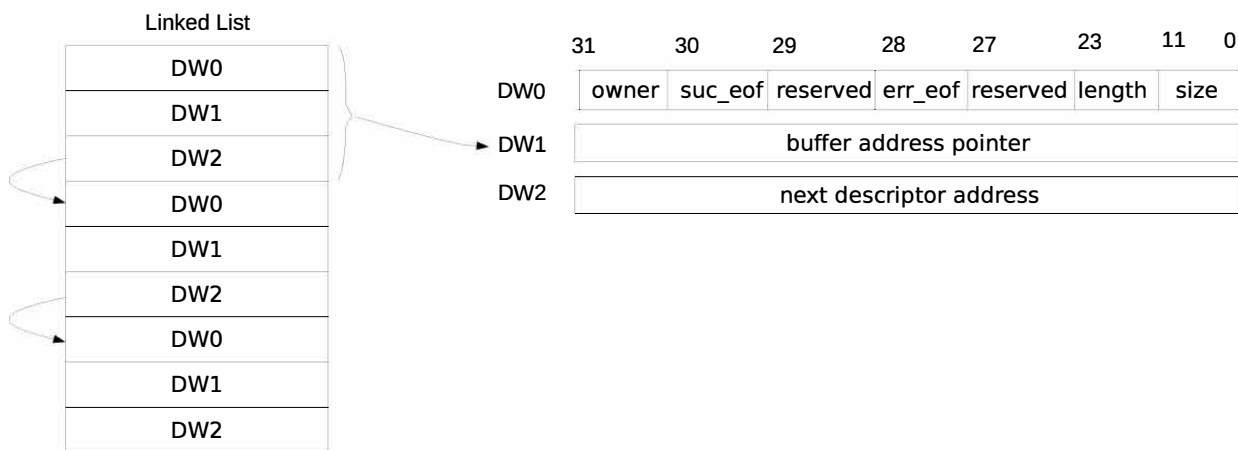 Linked List
DW0
DW1
DW2
DW0
DW1
DW2
DW0
DW1
DW2
31 30 29 28 27 23 11 0
DW0 owner suc_eof reserved err_eof reserved length size
DW1 buffer address pointer
DW2 next descriptor address